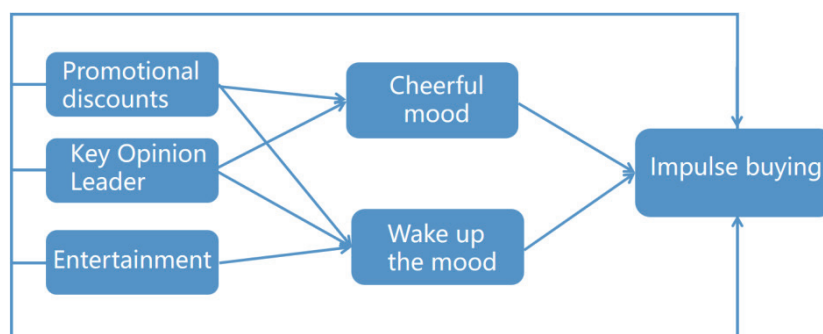 Promotional
discounts
Key Opinion
Leader
Entertainment
Cheerful
mood
Wake up
the mood
Impulse buying